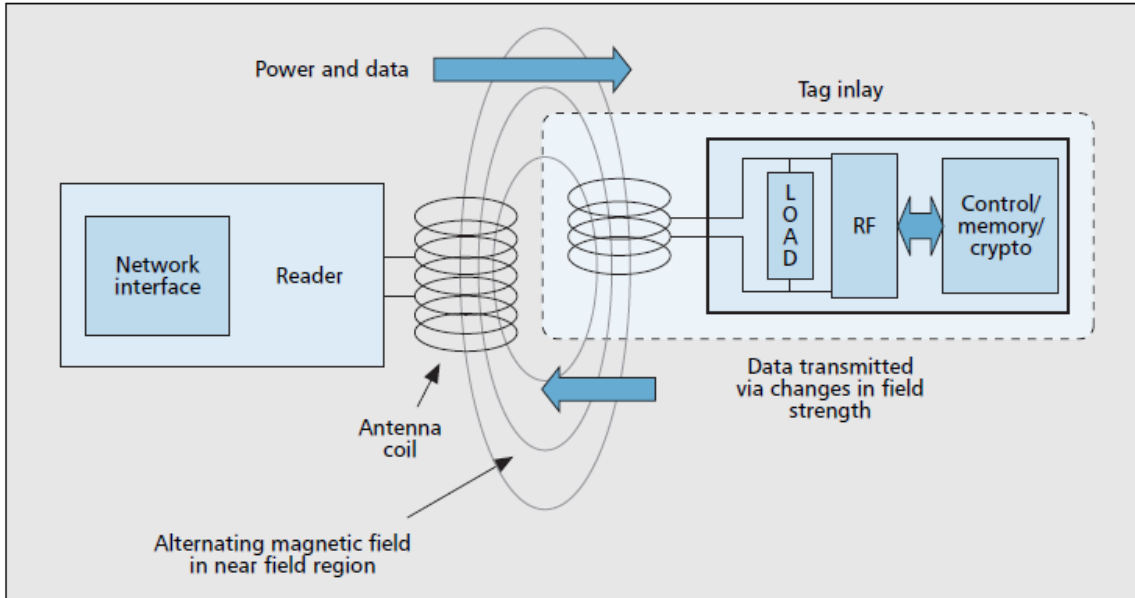 Power and data
Tag inlay
Network
interface
Reader
L
O
A
D
RF
Control/
memory/
crypto
Antenna
coil
Data transmitted
via changes in field
strength
Alternating magnetic field
in near field region